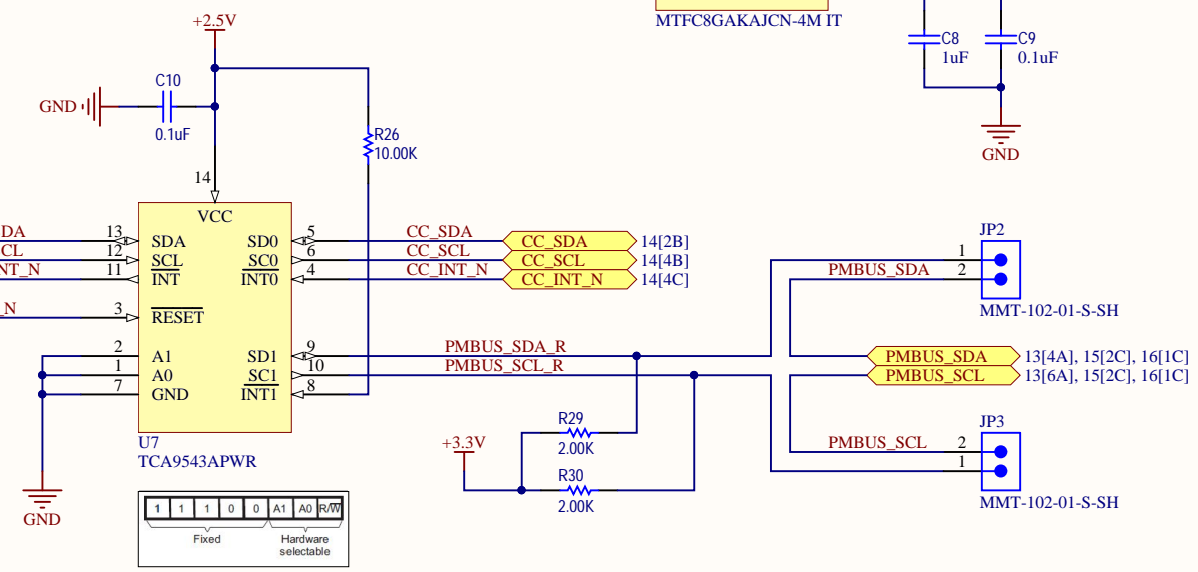 MTFC8GAKAJCN-4M IT
+2.5V
C8
1uF
C9
0.1uF
C10
GND
0.1uF
R26
10.00K
GND
14
VCC
DA 13 SDA SD0 5 CC_SDA CC_SDA 14[2B]
CL 12 SCL SC0 6 CC_SCL CC_SCL 14[4B]
NT_N 11 INT INT0 4 CC_INT_N CC_INT_N 14[4C]
_N 3 RESET
JP2
1
PMBUS_SDA 2
MMT-102-01-S-SH
2 A1 SD1 9 PMBUS_SDA_R PMBUS_SDA 13[4A], 15[2C], 16[1C]
1 A0 SC1 10 PMBUS_SCL_R PMBUS_SCL 13[6A], 15[2C], 16[1C]
7 GND INT1 8
U7
TCA9543APWR
R29
2.00K
+3.3V
R30
2.00K
JP3
PMBUS_SCL 2
1
MMT-102-01-S-SH
GND
1 1 1 0 0 A1 A0 R/W
Fixed
Hardware
selectable